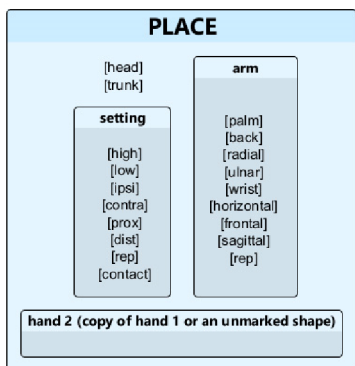 PLACE
[head]
[trunk]
setting
[high]
[low]
[ipsi]
[contra]
[prox]
[dist]
[rep]
[contact]
arm
[palm]
[back]
[radial]
[ulnar]
[wrist]
[horizontal]
[frontal]
[sagittal]
[rep]
hand 2 (copy of hand 1 or an unmarked shape)